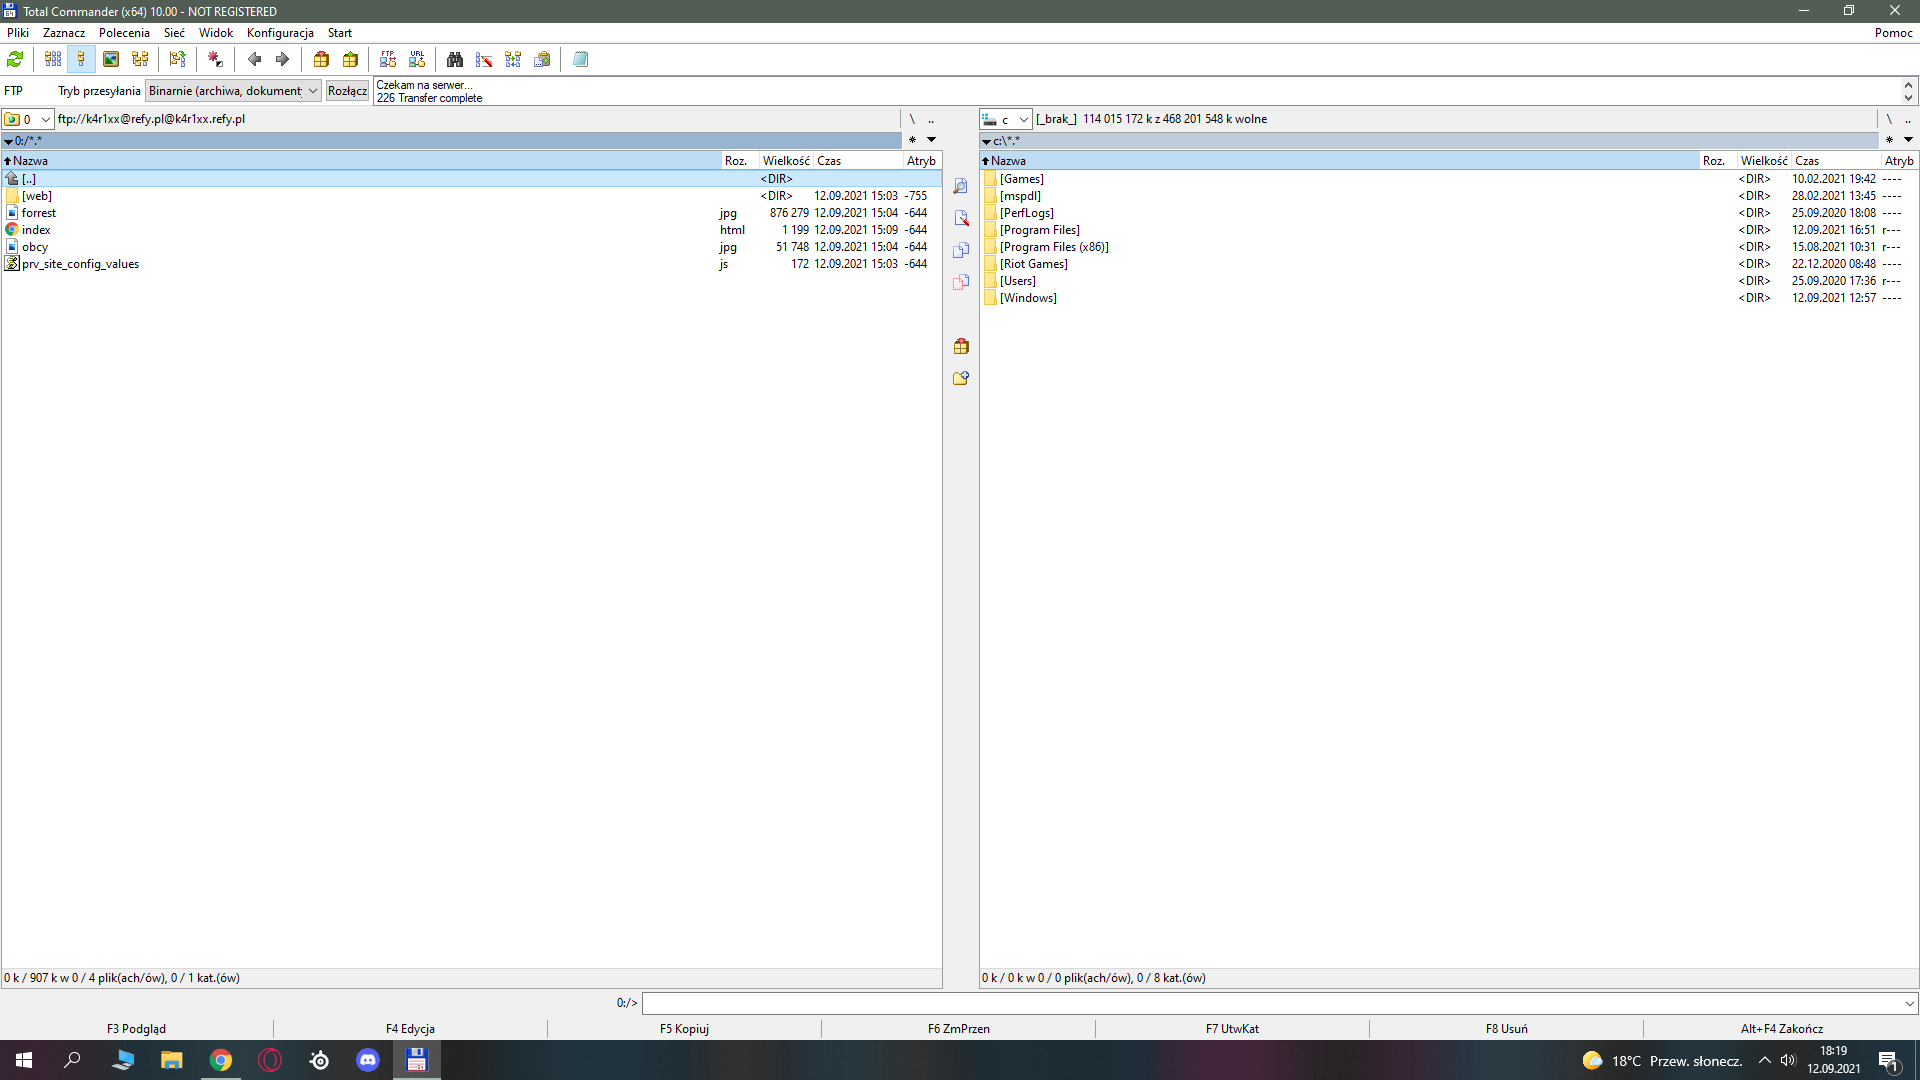 Total Commander (x64) 10.00 - NOT REGISTERED
Pliki Zaznacz Polecenia Sieć Widok Konfiguracja Start Pomoc
FTP URL
FTP Tryb przesyłania Binarnie (archiwa, dokumenty Rozłącz Czekam na serwer...
226 Transfer complete
0 ftp://k4r1xx@refy.pl@k4r1xx.refy.pl \ ..
0:/*.* *
Nazwa Roz. Wielkość Czas Atryb
[..] <DIR>
[web] <DIR> 12.09.2021 15:03 -755
forrest jpg 876 279 12.09.2021 15:04 -644
index html 1 199 12.09.2021 15:09 -644
obcy jpg 51 748 12.09.2021 15:04 -644
prv_site_config_values js 172 12.09.2021 15:03 -644
0 k / 907 k w 0 / 4 plik(ach/ów), 0 / 1 kat.(ów)
c [_brak_] 114 015 172 k z 468 201 548 k wolne \ ..
c:\*.* *
Nazwa Roz. Wielkość Czas Atryb
[Games] <DIR> 10.02.2021 19:42 ----
[mspdl] <DIR> 28.02.2021 13:45 ----
[PerfLogs] <DIR> 25.09.2020 18:08 ----
[Program Files] <DIR> 12.09.2021 16:51 r---
[Program Files (x86)] <DIR> 15.08.2021 10:31 r---
[Riot Games] <DIR> 22.12.2020 08:48 ----
[Users] <DIR> 25.09.2020 17:36 r---
[Windows] <DIR> 12.09.2021 12:57 ----
0 k / 0 k w 0 / 0 plik(ach/ów), 0 / 8 kat.(ów)
0:/>
F3 Podgląd F4 Edycja F5 Kopiuj F6 ZmPrzen F7 UtwKat F8 Usuń Alt+F4 Zakończ
18°C Przew. słonecz. 18:19
12.09.2021 1